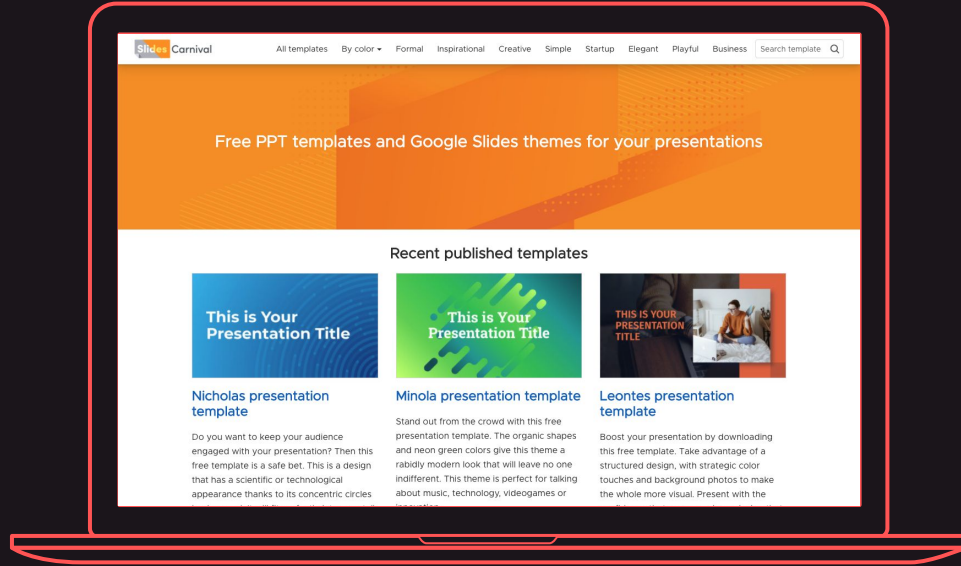 Slides Carnival
All templates By color Formal Inspirational Creative Simple Startup Elegant Playful Business Search template
Free PPT templates and Google Slides themes for your presentations
Recent published templates
This is Your
Presentation Title
Nicholas presentation
template
Do you want to keep your audience
engaged with your presentation? Then this
free template is a safe bet. This is a design
that has a scientific or technological
appearance thanks to its concentric circles
This is Your
Presentation Title
Minola presentation template
Stand out from the crowd with this free
presentation template. The organic shapes
and neon green colors give this theme a
rabidly modern look that will leave no one
indifferent. This theme is perfect for talking
about music, technology, videogames or
THIS IS YOUR
PRESENTATION
TITLE
Leontes presentation
template
Boost your presentation by downloading
this free template. Take advantage of a
structured design, with strategic color
touches and background photos to make
the whole more visual. Present with the